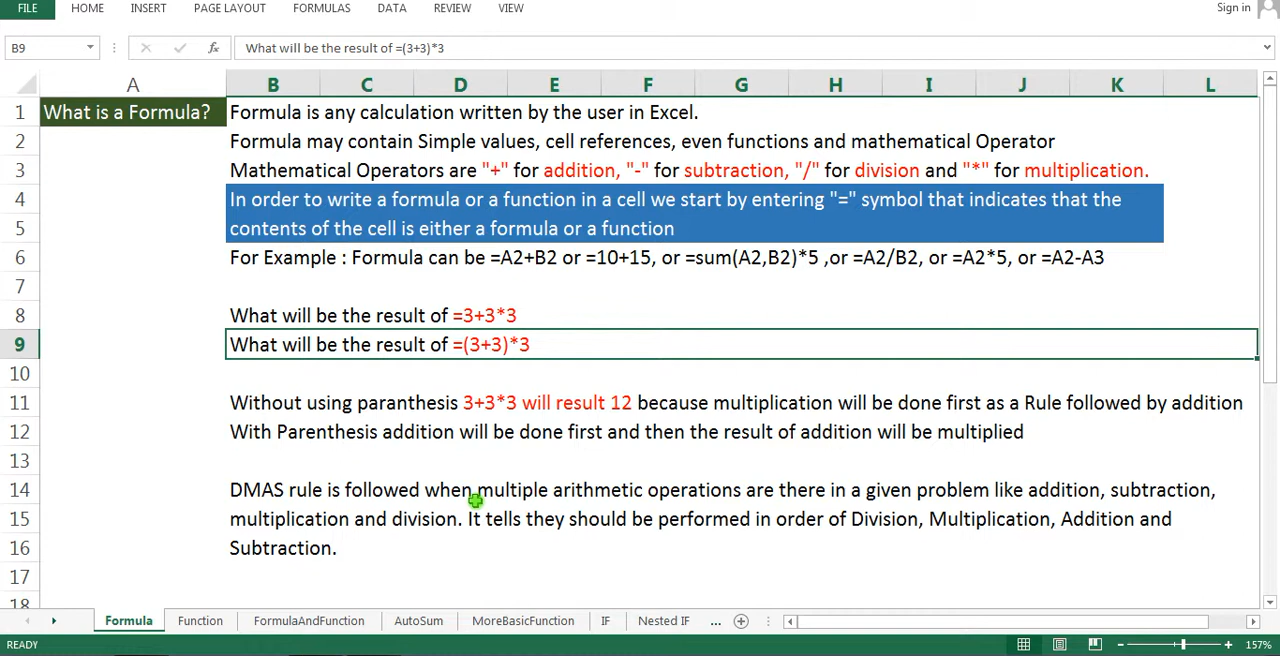 FILE HOME INSERT PAGE LAYOUT FORMULAS DATA REVIEW VIEW Sign in
B9 fx What will be the result of =(3+3)*3
A B C D E F G H I J K L
1 What is a Formula? Formula is any calculation written by the user in Excel.
2 Formula may contain Simple values, cell references, even functions and mathematical Operator
3 Mathematical Operators are "+" for addition, "-" for subtraction, "/" for division and "*" for multiplication.
4 In order to write a formula or a function in a cell we start by entering "=" symbol that indicates that the
5 contents of the cell is either a formula or a function
6 For Example : Formula can be =A2+B2 or =10+15, or =sum(A2,B2)*5 ,or =A2/B2, or =A2*5, or =A2-A3
7
8 What will be the result of =3+3*3
9 What will be the result of =(3+3)*3
10
11 Without using paranthesis 3+3*3 will result 12 because multiplication will be done first as a Rule followed by addition
12 With Parenthesis addition will be done first and then the result of addition will be multiplied
13
14 DMAS rule is followed when multiple arithmetic operations are there in a given problem like addition, subtraction,
15 multiplication and division. It tells they should be performed in order of Division, Multiplication, Addition and
16 Subtraction.
17
18
Formula Function FormulaAndFunction AutoSum MoreBasicFunction IF Nested IF ...
READY 157%